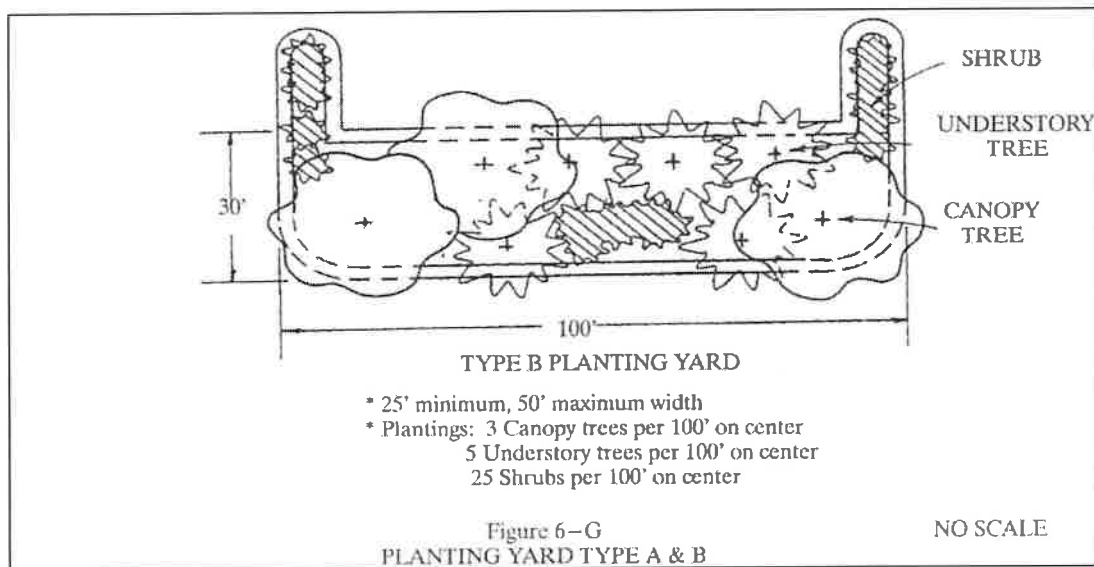 SHRUB
UNDERSTORY
TREE
30'
CANOPY
TREE
100'
TYPE B PLANTING YARD
* 25' minimum, 50' maximum width
* Plantings: 3 Canopy trees per 100' on center
5 Understory trees per 100' on center
25 Shrubs per 100' on center
Figure 6-G
NO SCALE
PLANTING YARD TYPE A & B